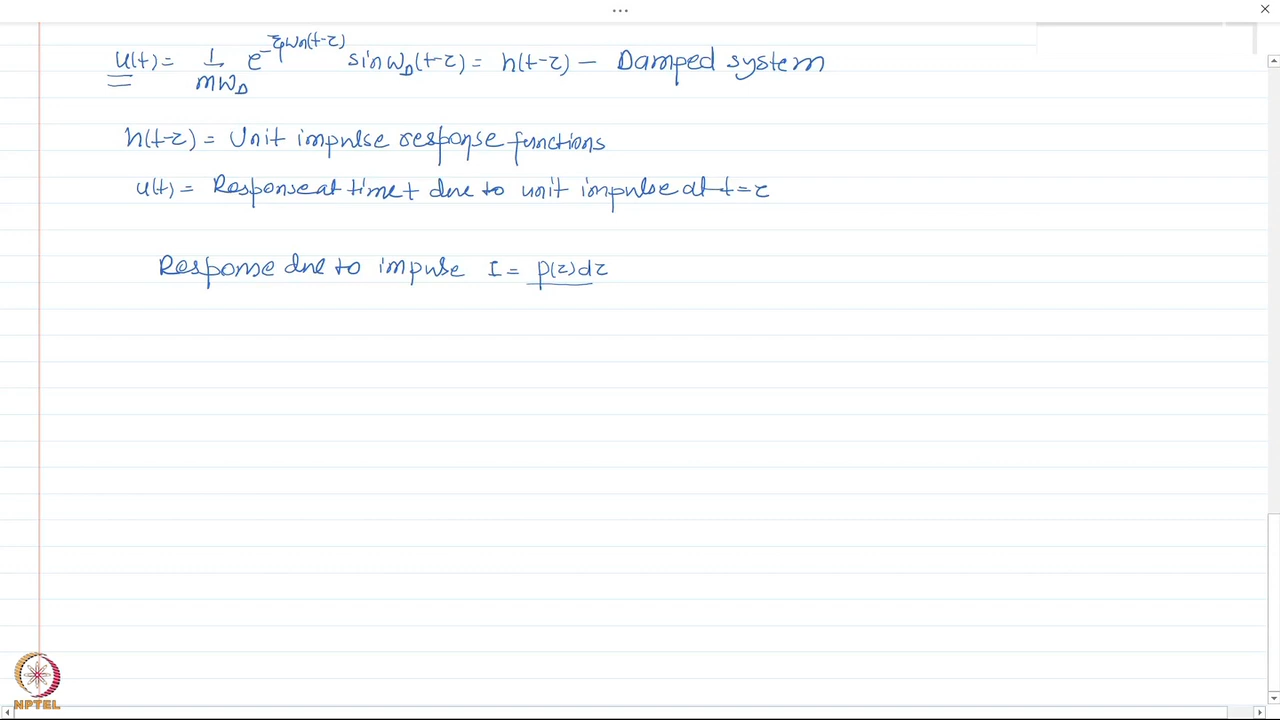 u(t) = 1/mω_D e^-ξωn(t-τ) sin ω_D(t-τ) = h(t-τ) - Damped system
h(t-τ) = Unit impulse response functions
u(t) = Response at time t due to unit impulse at t=τ
Response due to impulse I = p(τ)dτ
NPTEL